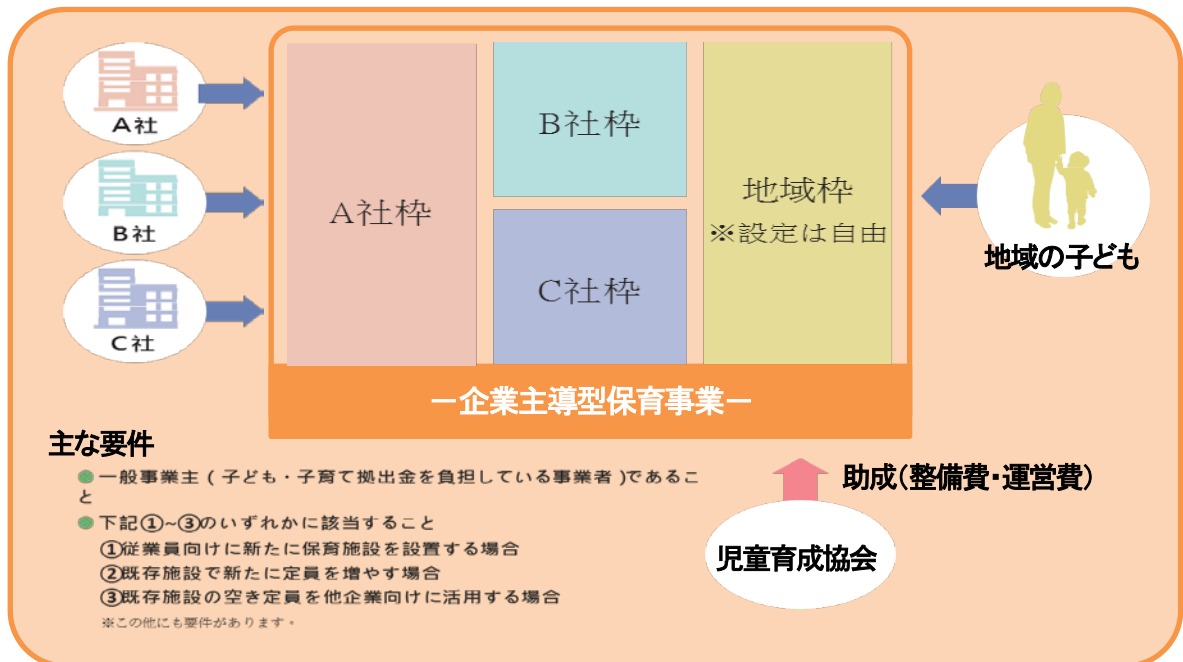 A社
B社
C社
A社枠
B社枠
C社枠
地域枠
※設定は自由
地域の子ども
－企業主導型保育事業－
主な要件
●一般事業主(子ども・子育て拠出金を負担している事業者)であるこ
と
●下記①~③のいずれかに該当すること
①従業員向けに新たに保育施設を設置する場合
②既存施設で新たに定員を増やす場合
③既存施設の空き定員を他企業向けに活用する場合
※この他にも要件があります。
助成(整備費・運営費)
児童育成協会